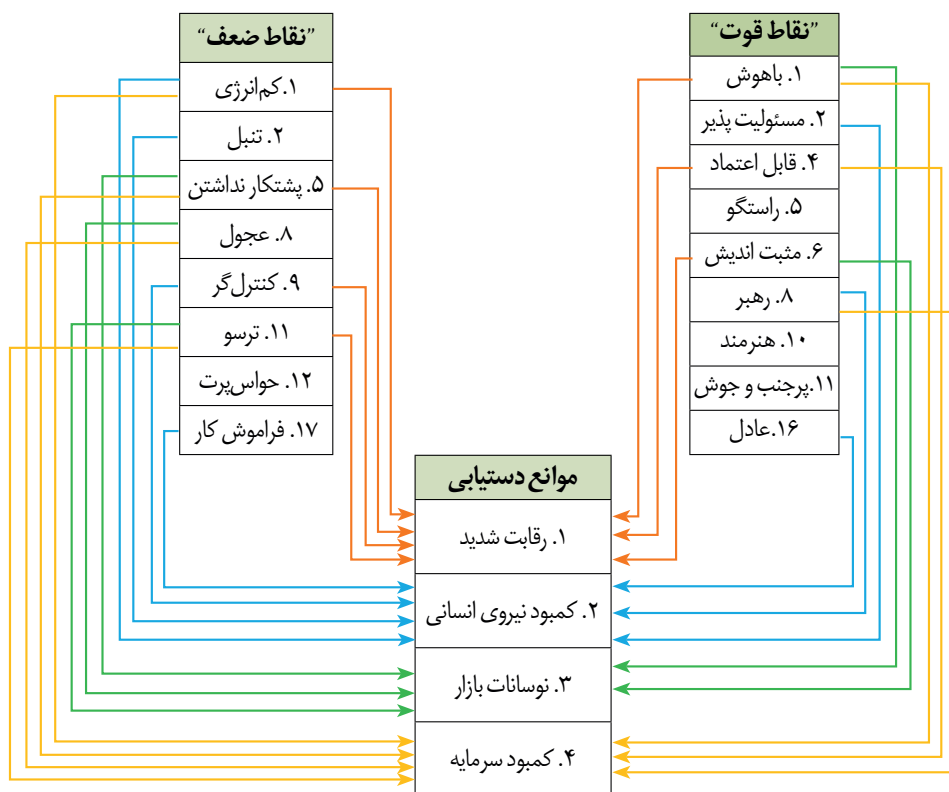 "نقاط قوت"
۱. باهوش
۲. مسئولیت پذیر
۴. قابل اعتماد
۵. راستگو
۶. مثبت اندیش
۸. رهبر
۱۰. هنرمند
۱۱.پرجنب و جوش
۱۶.عادل
"نقاط ضعف"
۱.کم‌انرژی
۲. تنبل
۵. پشتکار نداشتن
۸. عجول
۹. کنترل‌گر
۱۱. ترسو
۱۲. حواس‌پرت
۱۷. فراموش کار
موانع دستیابی
۱. رقابت شدید
۲. کمبود نیروی انسانی
۳. نوسانات بازار
۴. کمبود سرمایه